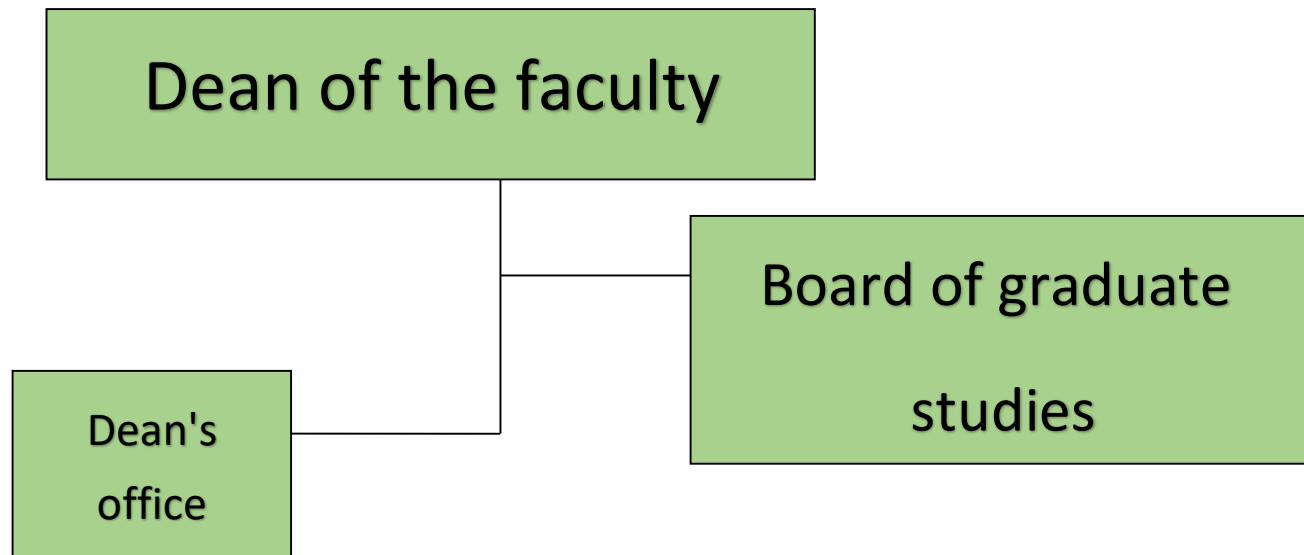 Dean of the faculty
Board of graduate
studies
Dean's
office